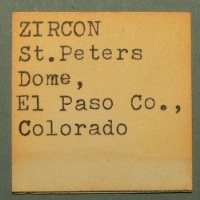 ZIRCON
St.Peters
Dome,
El Paso Co.,
Colorado